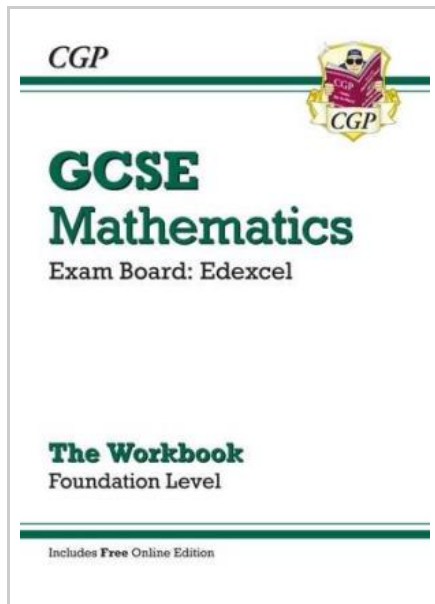 CGP
CGP
CGP
GCSE
Mathematics
Exam Board: Edexcel
The Workbook
Foundation Level
Includes Free Online Edition